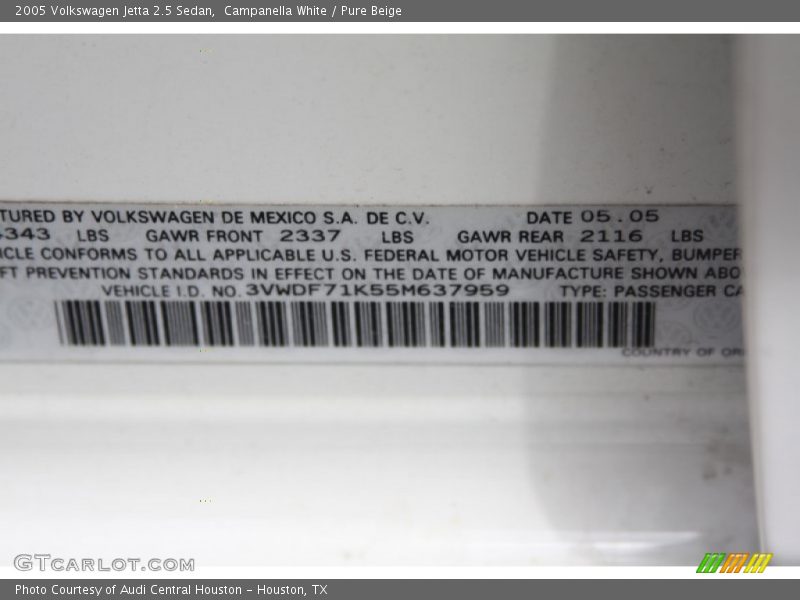 2005 Volkswagen Jetta 2.5 Sedan,  Campanella White / Pure Beige
TURED BY VOLKSWAGEN DE MEXICO S.A. DE C.V. DATE 05.05
4343 LBS GAWR FRONT 2337 LBS GAWR REAR 2116 LBS
ICLE CONFORMS TO ALL APPLICABLE U.S. FEDERAL MOTOR VEHICLE SAFETY, BUMPER
FT PREVENTION STANDARDS IN EFFECT ON THE DATE OF MANUFACTURE SHOWN ABO
VEHICLE I.D. NO. 3VWDF71K55M637959 TYPE: PASSENGER CA
COUNTRY OF ORI
GTCARLOT.COM
Photo Courtesy of Audi Central Houston - Houston, TX